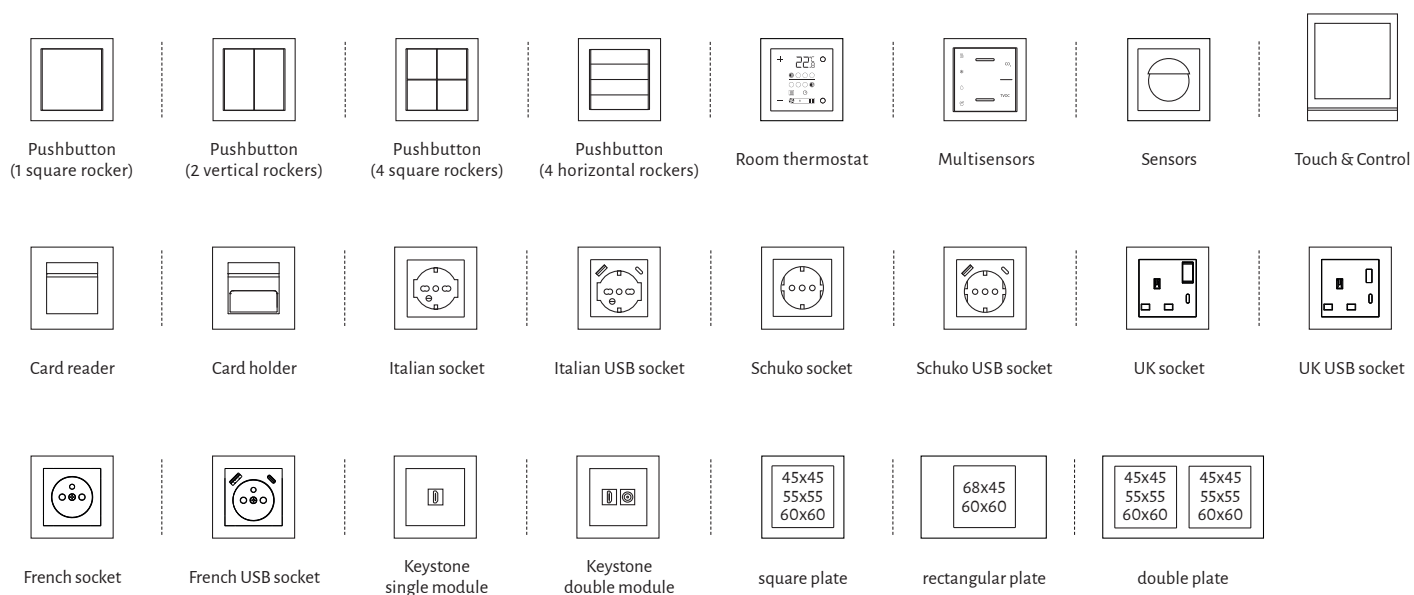 22.9
CO₂
TVOC
Pushbutton
(1 square rocker)
Pushbutton
(2 vertical rockers)
Pushbutton
(4 square rockers)
Pushbutton
(4 horizontal rockers)
Room thermostat
Multisensors
Sensors
Touch & Control
Card reader
Card holder
Italian socket
Italian USB socket
Schuko socket
Schuko USB socket
UK socket
UK USB socket
45x45
55x55
60x60
68x45
60x60
45x45
55x55
60x60
45x45
55x55
60x60
French socket
French USB socket
Keystone
single module
Keystone
double module
square plate
rectangular plate
double plate